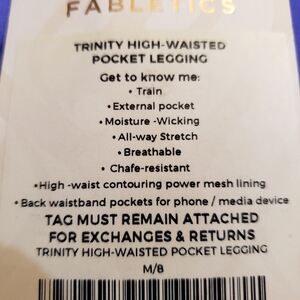 FABLETICS
TRINITY HIGH-WAISTED
POCKET LEGGING
Get to know me:
• Train
•External pocket
•Moisture -Wicking
•All-way Stretch
•Breathable
• Chafe-resistant
•High -waist contouring power mesh lining
•Back waistband pockets for phone / media device
TAG MUST REMAIN ATTACHED
FOR EXCHANGES & RETURNS
TRINITY HIGH-WAISTED POCKET LEGGING
M/8